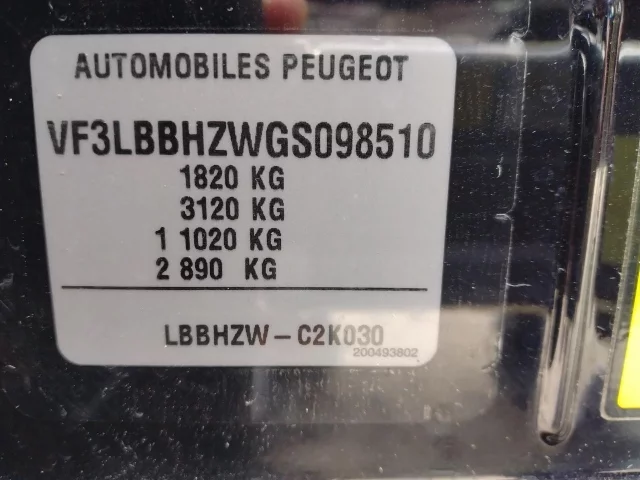 AUTOMOBILES PEUGEOT
VF3LBBHZWGS098510
1820 KG
3120 KG
1 1020 KG
2 890 KG
LBBHZW-C2K030
200493802